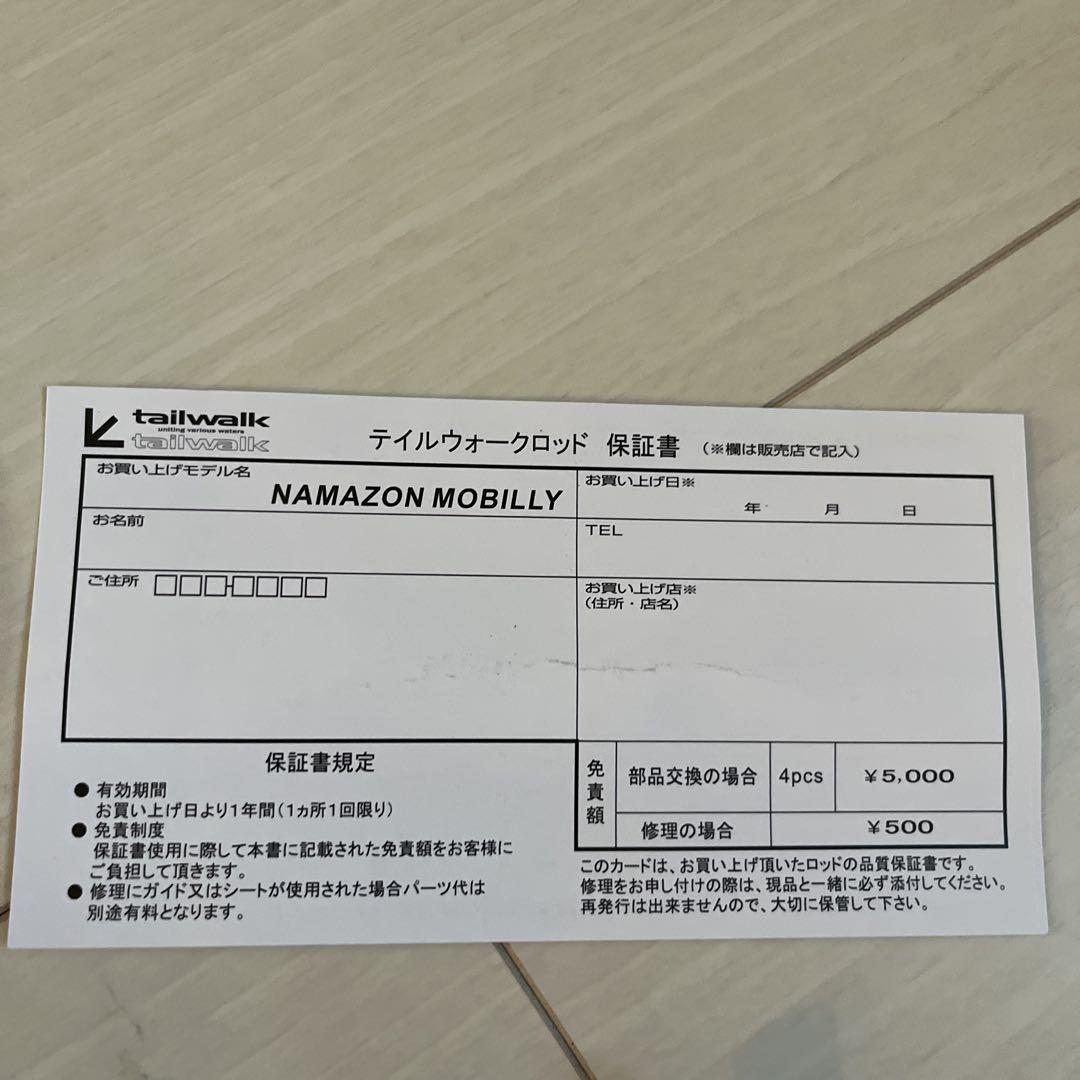 tailwalk
uniting various waters
tailwalk
テイルウォークロッド 保証書 (※欄は販売店で記入)
お買い上げモデル名
NAMAZON MOBILLY
お買い上げ日※
年 月 日
お名前
TEL
ご住所
お買い上げ店※
(住所・店名)
保証書規定
● 有効期間
お買い上げ日より1年間(1ヵ所1回限り)
● 免責制度
保証書使用に際して本書に記載された免責額をお客様に
ご負担して頂きます。
● 修理にガイド又はシートが使用された場合パーツ代は
別途有料となります。
免責額
部品交換の場合 4pcs ¥5,000
修理の場合 ¥500
このカードは、お買い上げ頂いたロッドの品質保証書です。
修理をお申し付けの際は、現品と一緒に必ず添付してください。
再発行は出来ませんので、大切に保管して下さい。